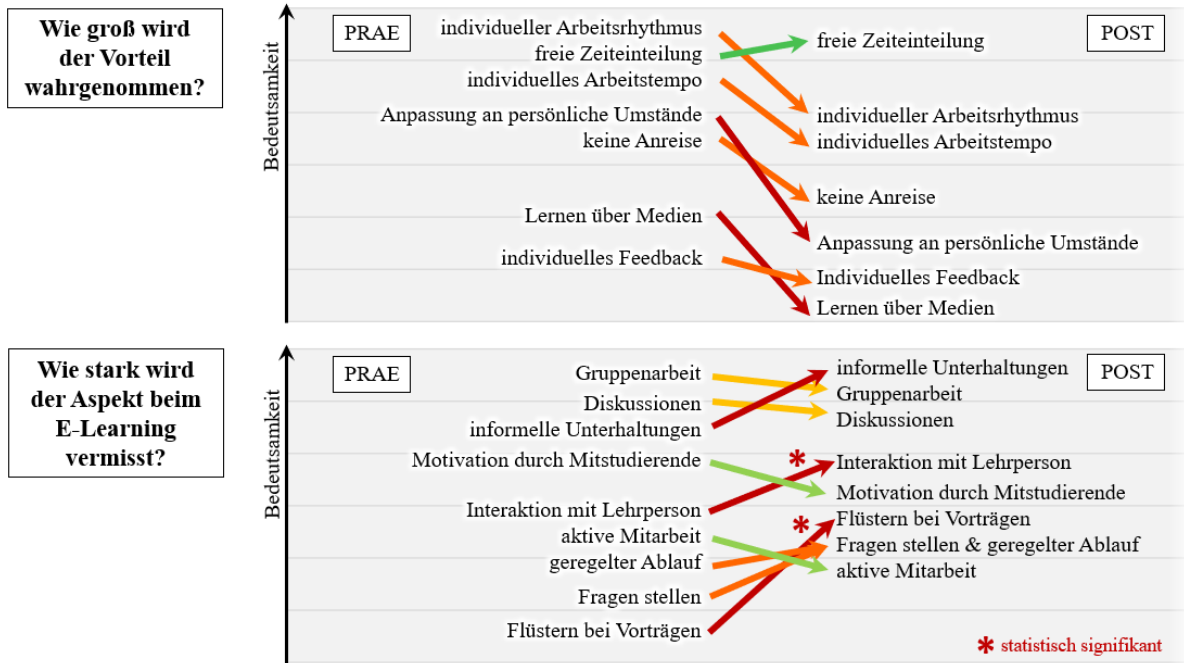 Wie groß wird
der Vorteil
wahrgenommen?
Bedeutsamkeit
PRAE
individueller Arbeitsrhythmus
freie Zeiteinteilung
individuelles Arbeitstempo
Anpassung an persönliche Umstände
keine Anreise
Lernen über Medien
individuelles Feedback
POST
freie Zeiteinteilung
individueller Arbeitsrhythmus
individuelles Arbeitstempo
keine Anreise
Anpassung an persönliche Umstände
Individuelles Feedback
Lernen über Medien
Wie stark wird
der Aspekt beim
E-Learning
vermisst?
Bedeutsamkeit
PRAE
Gruppenarbeit
Diskussionen
informelle Unterhaltungen
Motivation durch Mitstudierende
Interaktion mit Lehrperson
aktive Mitarbeit
geregelter Ablauf
Fragen stellen
Flüstern bei Vorträgen
POST
informelle Unterhaltungen
Gruppenarbeit
Diskussionen
* Interaktion mit Lehrperson
Motivation durch Mitstudierende
* Flüstern bei Vorträgen
Fragen stellen & geregelter Ablauf
aktive Mitarbeit
* statistisch signifikant